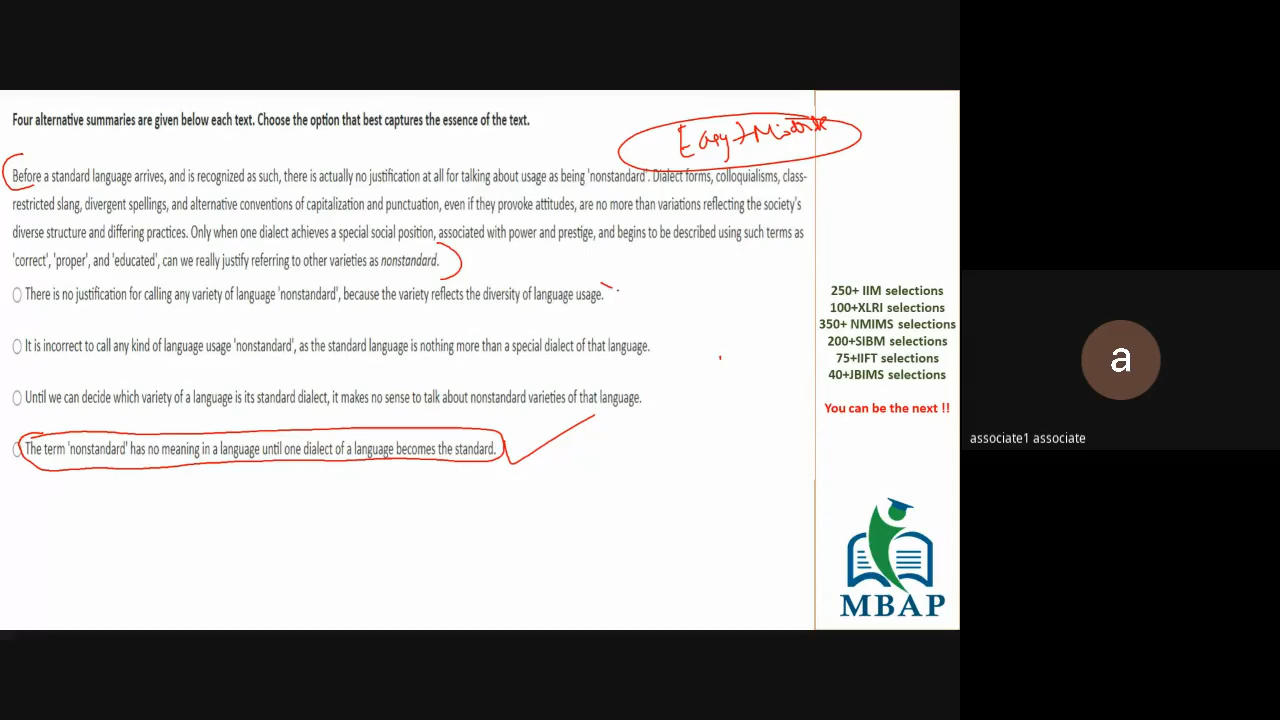 Four alternative summaries are given below each text. Choose the option that best captures the essence of the text.
Before a standard language arrives, and is recognized as such, there is actually no justification at all for talking about usage as being 'nonstandard'. Dialect forms, colloquialisms, class-
restricted slang, divergent spellings, and alternative conventions of capitalization and punctuation, even if they provoke attitudes, are no more than variations reflecting the society's
diverse structure and differing practices. Only when one dialect achieves a special social position, associated with power and prestige, and begins to be described using such terms as
'correct', 'proper', and 'educated', can we really justify referring to other varieties as nonstandard.
There is no justification for calling any variety of language 'nonstandard', because the variety reflects the diversity of language usage.
It is incorrect to call any kind of language usage 'nonstandard', as the standard language is nothing more than a special dialect of that language.
Until we can decide which variety of a language is its standard dialect, it makes no sense to talk about nonstandard varieties of that language.
The term 'nonstandard' has no meaning in a language until one dialect of a language becomes the standard.
250+ IIM selections
100+XLRI selections
350+ NMIMS selections
200+SIBM selections
75+IIFT selections
40+JBIMS selections
You can be the next !!
MBAP
a
associate1 associate